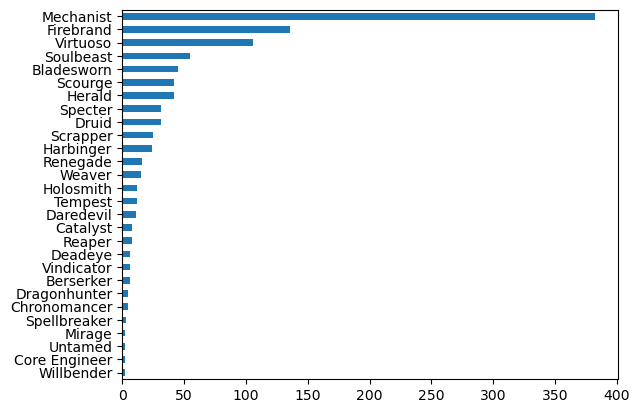 Mechanist
Firebrand
Virtuoso
Soulbeast
Bladesworn
Scourge
Herald
Specter
Druid
Scrapper
Harbinger
Renegade
Weaver
Holosmith
Tempest
Daredevil
Catalyst
Reaper
Deadeye
Vindicator
Berserker
Dragonhunter
Chronomancer
Spellbreaker
Mirage
Untamed
Core Engineer
Willbender
0 50 100 150 200 250 300 350 400